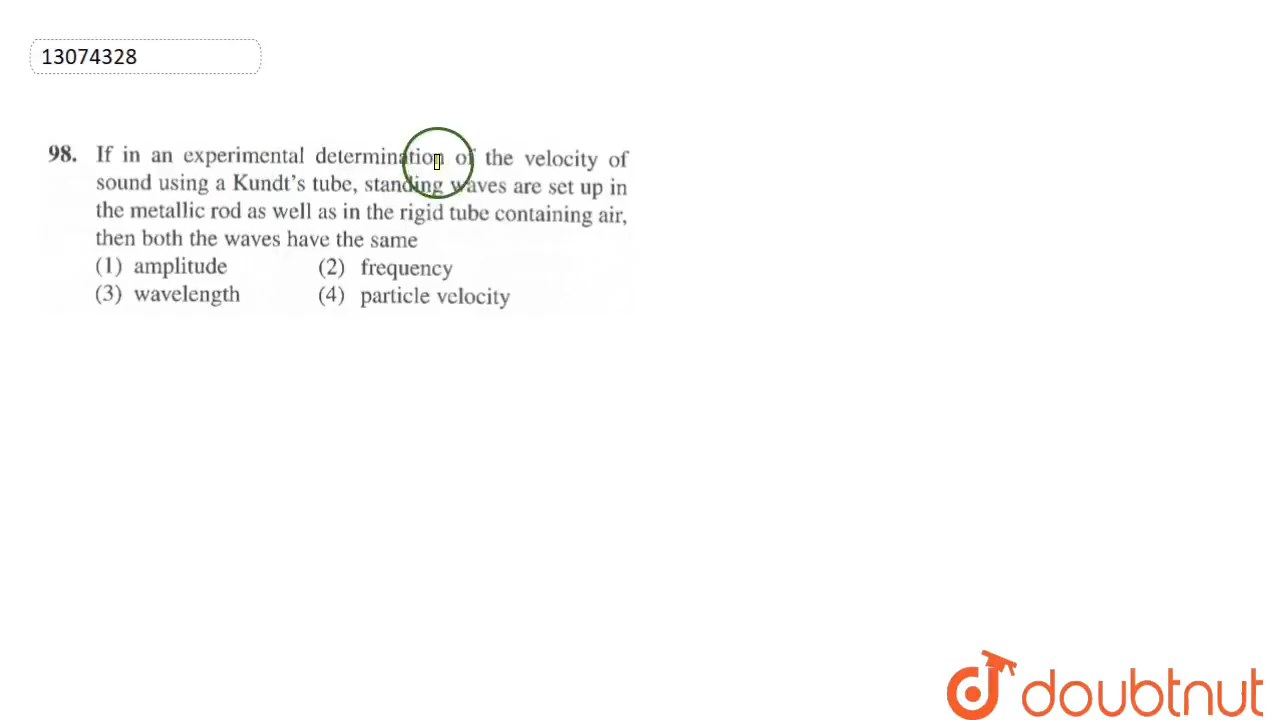 13074328
98. If in an experimental determination of the velocity of
sound using a Kundt's tube, standing waves are set up in
the metallic rod as well as in the rigid tube containing air,
then both the waves have the same
(1) amplitude (2) frequency
(3) wavelength (4) particle velocity
doubtnut